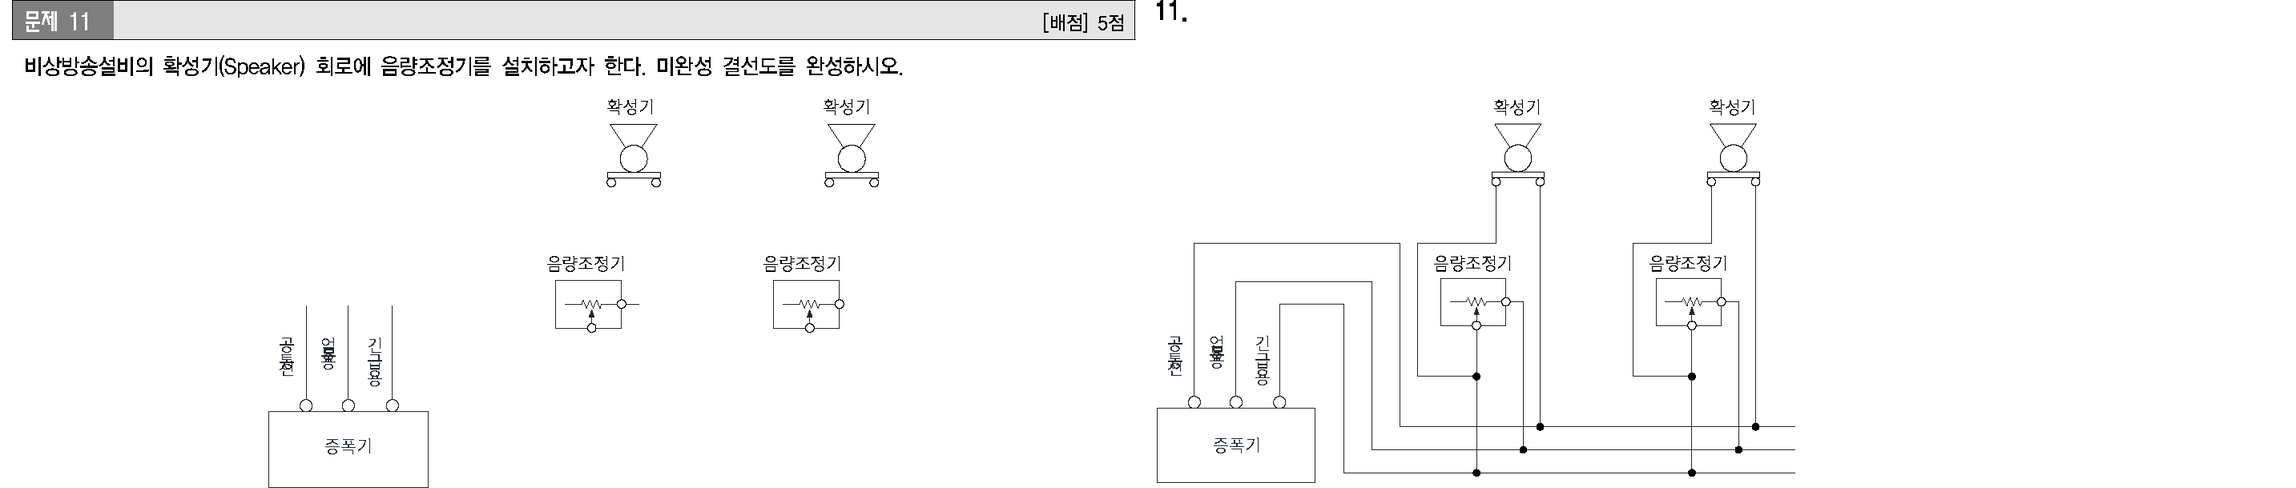 문제 11
[배점] 5점
비상방송설비의 확성기(Speaker) 회로에 음량조정기를 설치하고자 한다. 미완성 결선도를 완성하시오.
확성기
확성기
음량조정기
음량조정기
공통선
업무용
긴급용
증폭기
11.
확성기
확성기
음량조정기
음량조정기
공통선
업무용
긴급용
증폭기